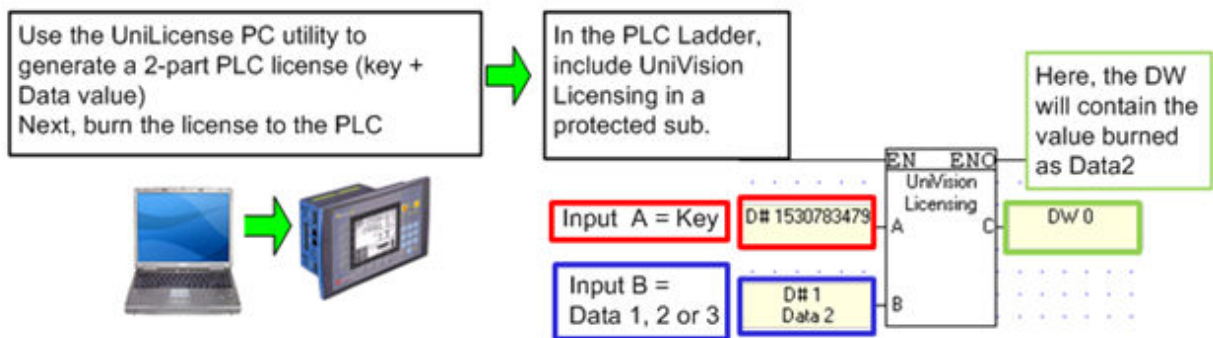 Use the UniLicense PC utility to
generate a 2-part PLC license (key +
Data value)
Next, burn the license to the PLC
In the PLC Ladder,
include UniVision
Licensing in a
protected sub.
Here, the DW
will contain the
value burned
as Data2
EN ENO
UniVision
Licensing
Input A = Key
D# 1530783479
A
C
DW 0
Input B =
Data 1, 2 or 3
D# 1
Data 2
B